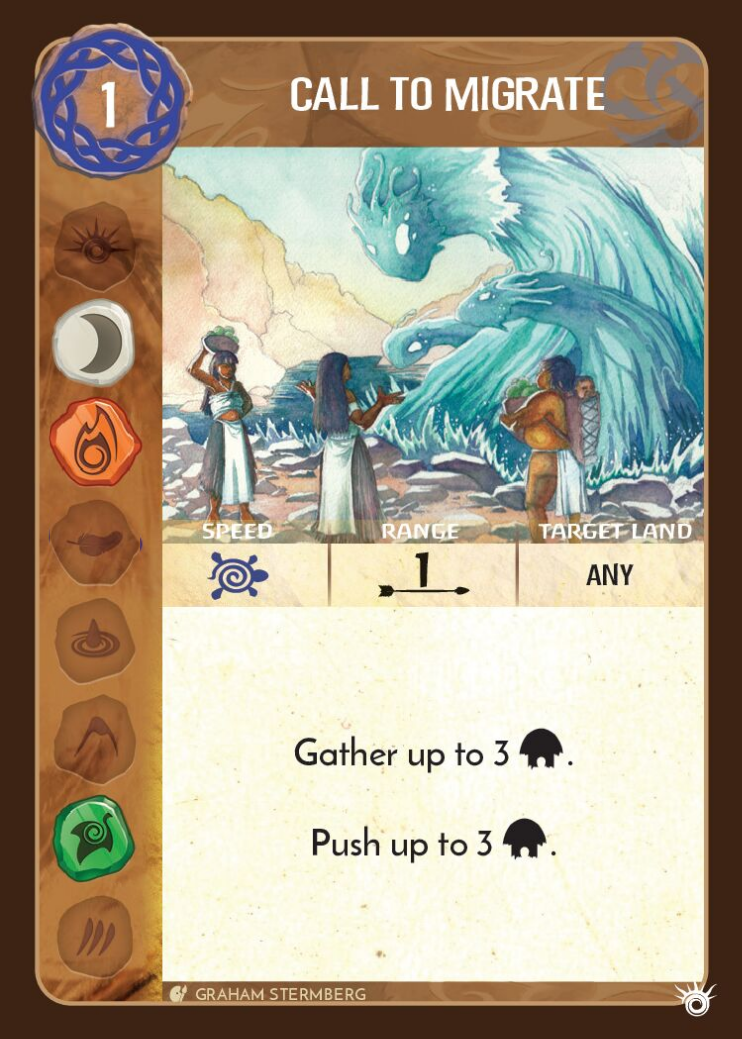 1
CALL TO MIGRATE
SPEED RANGE TARGET LAND
1 ANY
Gather up to 3 .
Push up to 3 .
GRAHAM STERMBERG